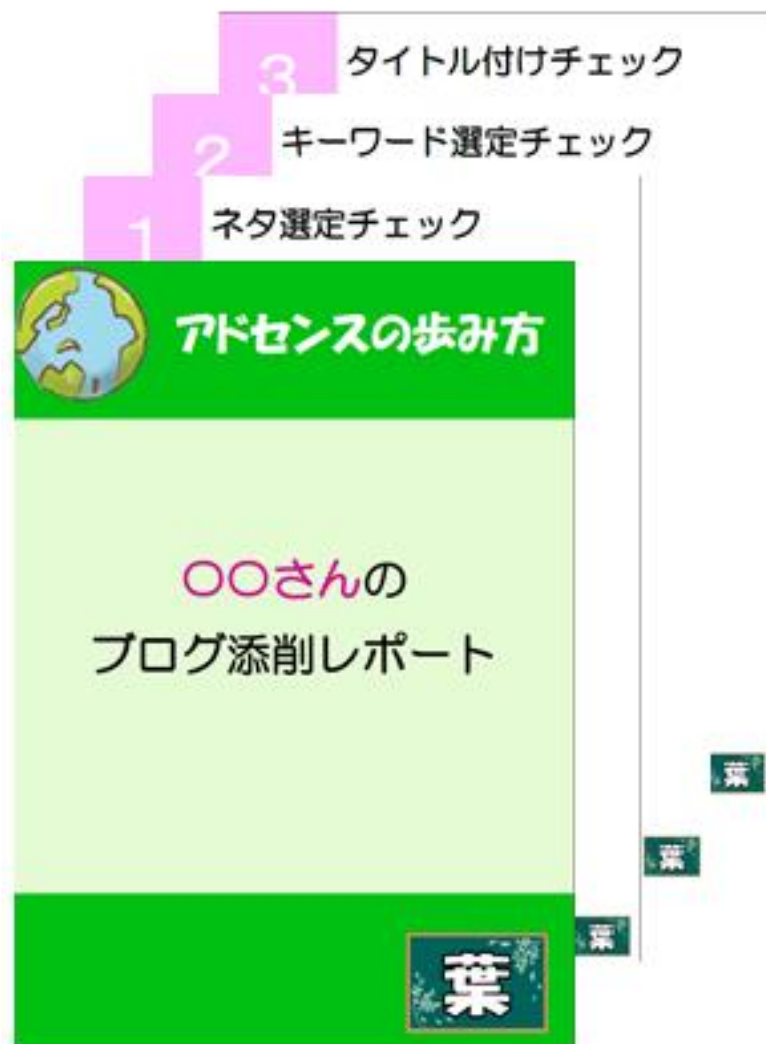 3 タイトル付けチェック
2 キーワード選定チェック
1 ネタ選定チェック
アドセンスの歩み方
〇〇さんの
ブログ添削レポート
葉
葉
葉
葉